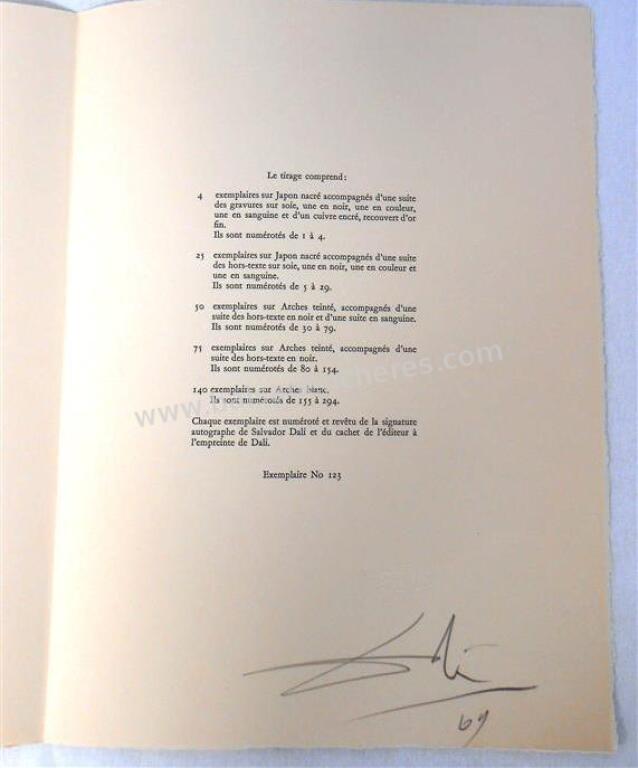 Le tirage comprend:
4 exemplaires sur Japon nacré accompagnés d'une suite
des gravures sur soie, une en noir, une en couleur,
une en sanguine et d'un cuivre encré, recouvert d'or
fin.
Ils sont numérotés de 1 à 4.
25 exemplaires sur Japon nacré accompagnés d'une suite
des hors-texte sur soie, une en noir, une en couleur et
une en sanguine.
Ils sont numérotés de 5 à 29.
50 exemplaires sur Arches teinté, accompagnés d'une
suite des hors-texte en noir et d'une suite en sanguine.
Ils sont numérotés de 30 à 79.
75 exemplaires sur Arches teinté, accompagnés d'une
suite des hors-texte en noir.
Ils sont numérotés de 80 à 154.
140 exemplaires sur Arches blanc.
Ils sont numérotés de 155 à 294.
Chaque exemplaire est numéroté et revêtu de la signature
autographe de Salvador Dalí et du cachet de l'éditeur à
l'empreinte de Dalí.
Exemplaire No 123
Dalí
69